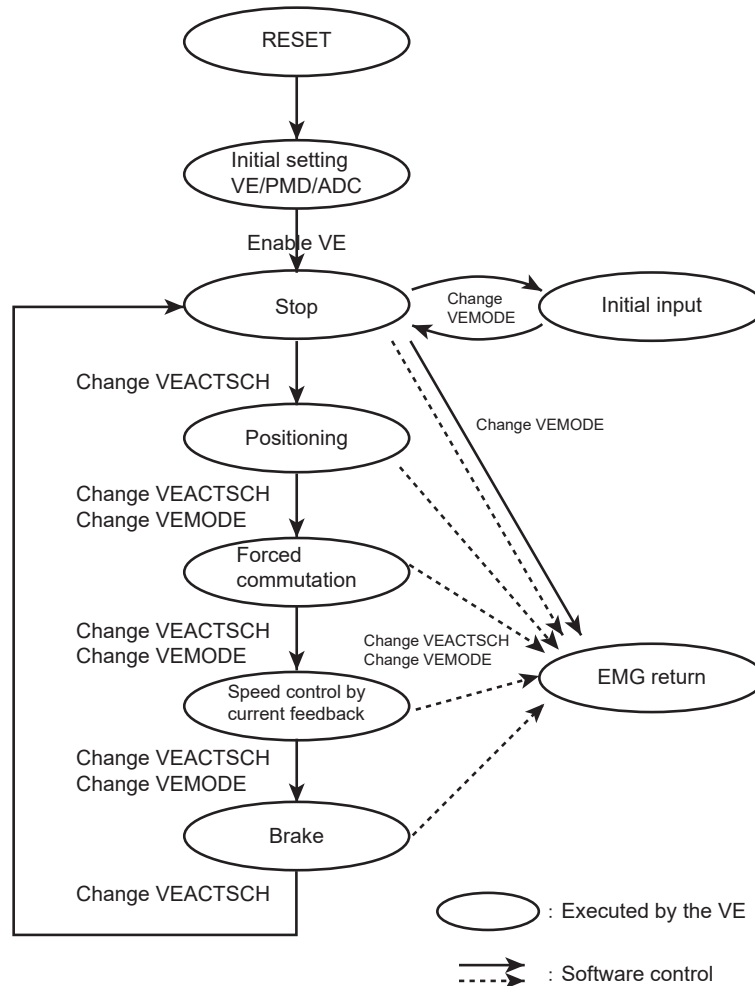 RESET
Initial setting
VE/PMD/ADC
Enable VE
Stop
Change
VEMODE
Initial input
Change VEACTSCH
Change VEMODE
Positioning
Change VEACTSCH
Change VEMODE
Forced
commutation
Change VEACTSCH
Change VEMODE
Change VEACTSCH
Change VEMODE
Speed control by
current feedback
EMG return
Change VEACTSCH
Change VEMODE
Brake
Change VEACTSCH
: Executed by the VE
: Software control